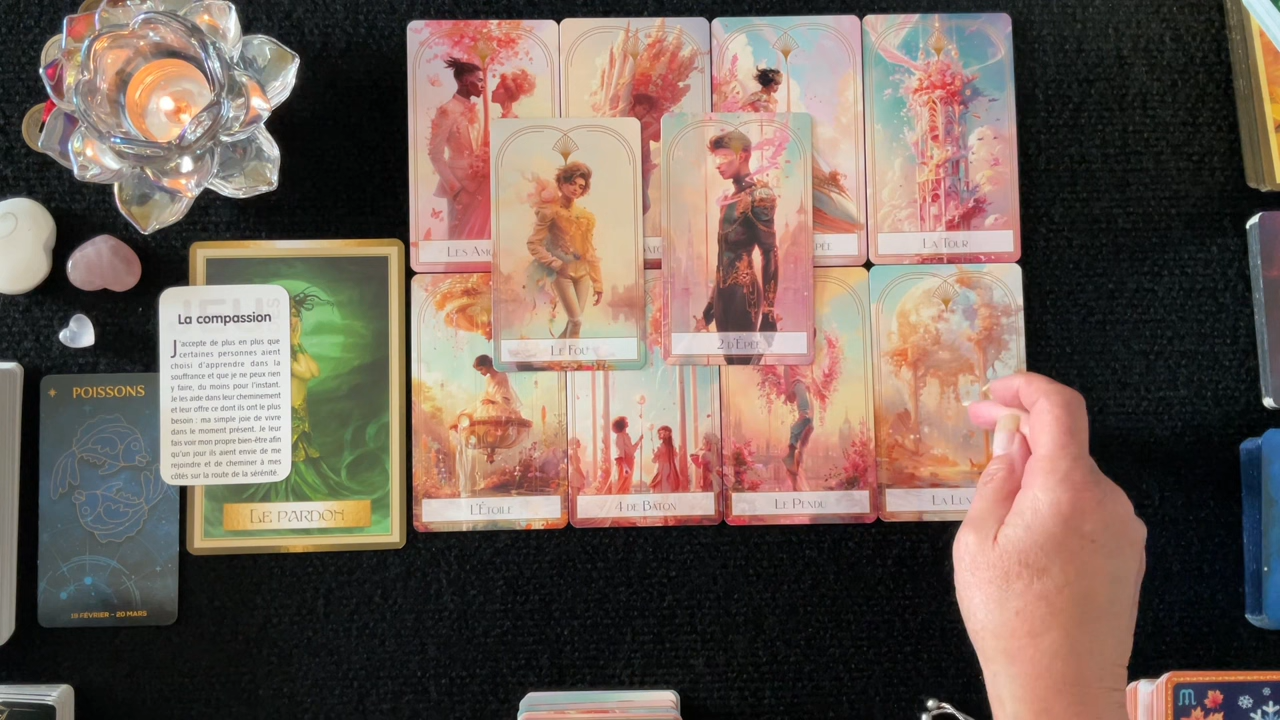 LES AM
ÉPÉE
LA TOUR
LE FOU
2 D'ÉPÉE
La compassion
J'accepte de plus en plus que
certaines personnes aient
choisi d'apprendre dans la
souffrance et que je ne peux rien
y faire, du moins pour l'instant.
Je les aide dans leur cheminement
et leur offre ce dont ils ont le plus
besoin : ma simple joie de vivre
dans le moment présent. Je leur
fais voir mon propre bien-être afin
qu'un jour ils aient envie de me
rejoindre et de cheminer à mes
côtés sur la route de la sérénité.
POISSONS
19 FÉVRIER – 20 MARS
LE PARDON
L'ÉTOILE
4 DE BÂTON
LE PENDU
LA LUN